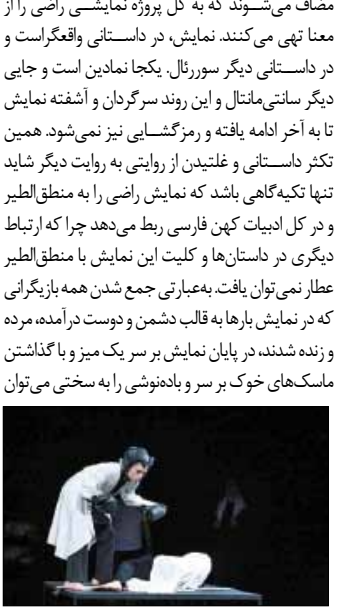 مضاف می‌شوند که به کل پروژه نمایشی راضی را از
معنا تهی می‌کنند. نمایش، در داستانی واقعگراست و
در داستانی دیگر سوررئال. یکجا نمادین است و جایی
دیگر سانتی‌مانتال و این روند سرگردان و آشفته نمایش
تا به آخر ادامه یافته و رمزگشایی نیز نمی‌شود. همین
تکثر داستانی و غلتیدن از روایتی به روایت دیگر شاید
تنها تکیه‌گاهی باشد که نمایش راضی را به منطق‌الطیر
و در کل ادبیات کهن فارسی ربط می‌دهد چرا که ارتباط
دیگری در داستان‌ها و کلیت این نمایش با منطق‌الطیر
عطار نمی‌توان یافت. به‌عبارتی جمع شدن همه بازیگرانی
که در نمایش بارها به قالب دشمن و دوست درآمده، مرده
و زنده شدند، در پایان نمایش بر سر یک میز و با گذاشتن
ماسک‌های خوک بر سر و باده‌نوشی را به سختی می‌توان